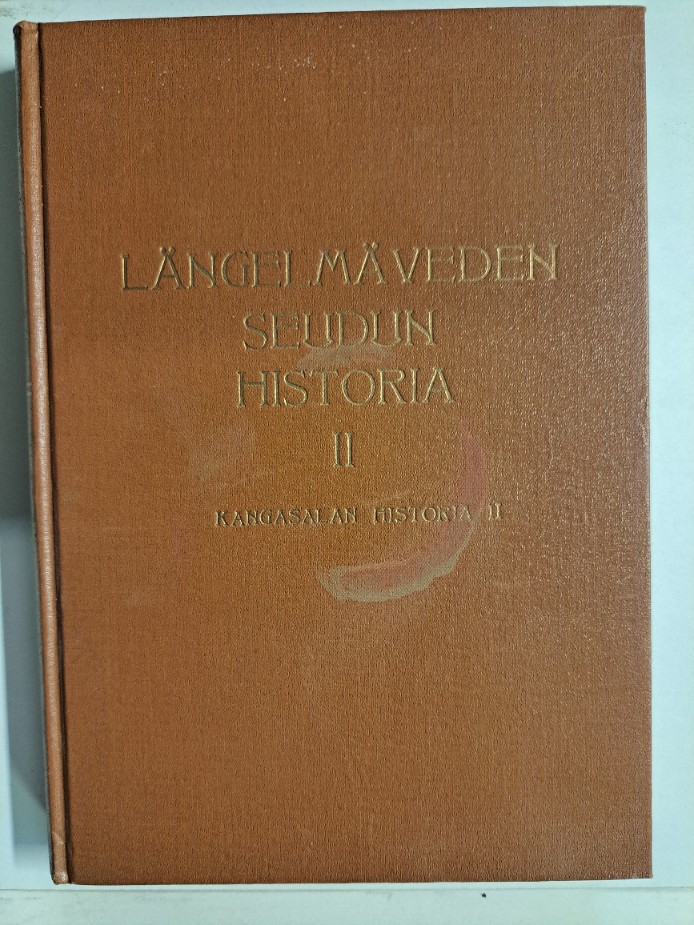 LÄNGELMÄVEDEN
SEUDUN
HISTORIA
II
KANGASALAN HISTORIA II